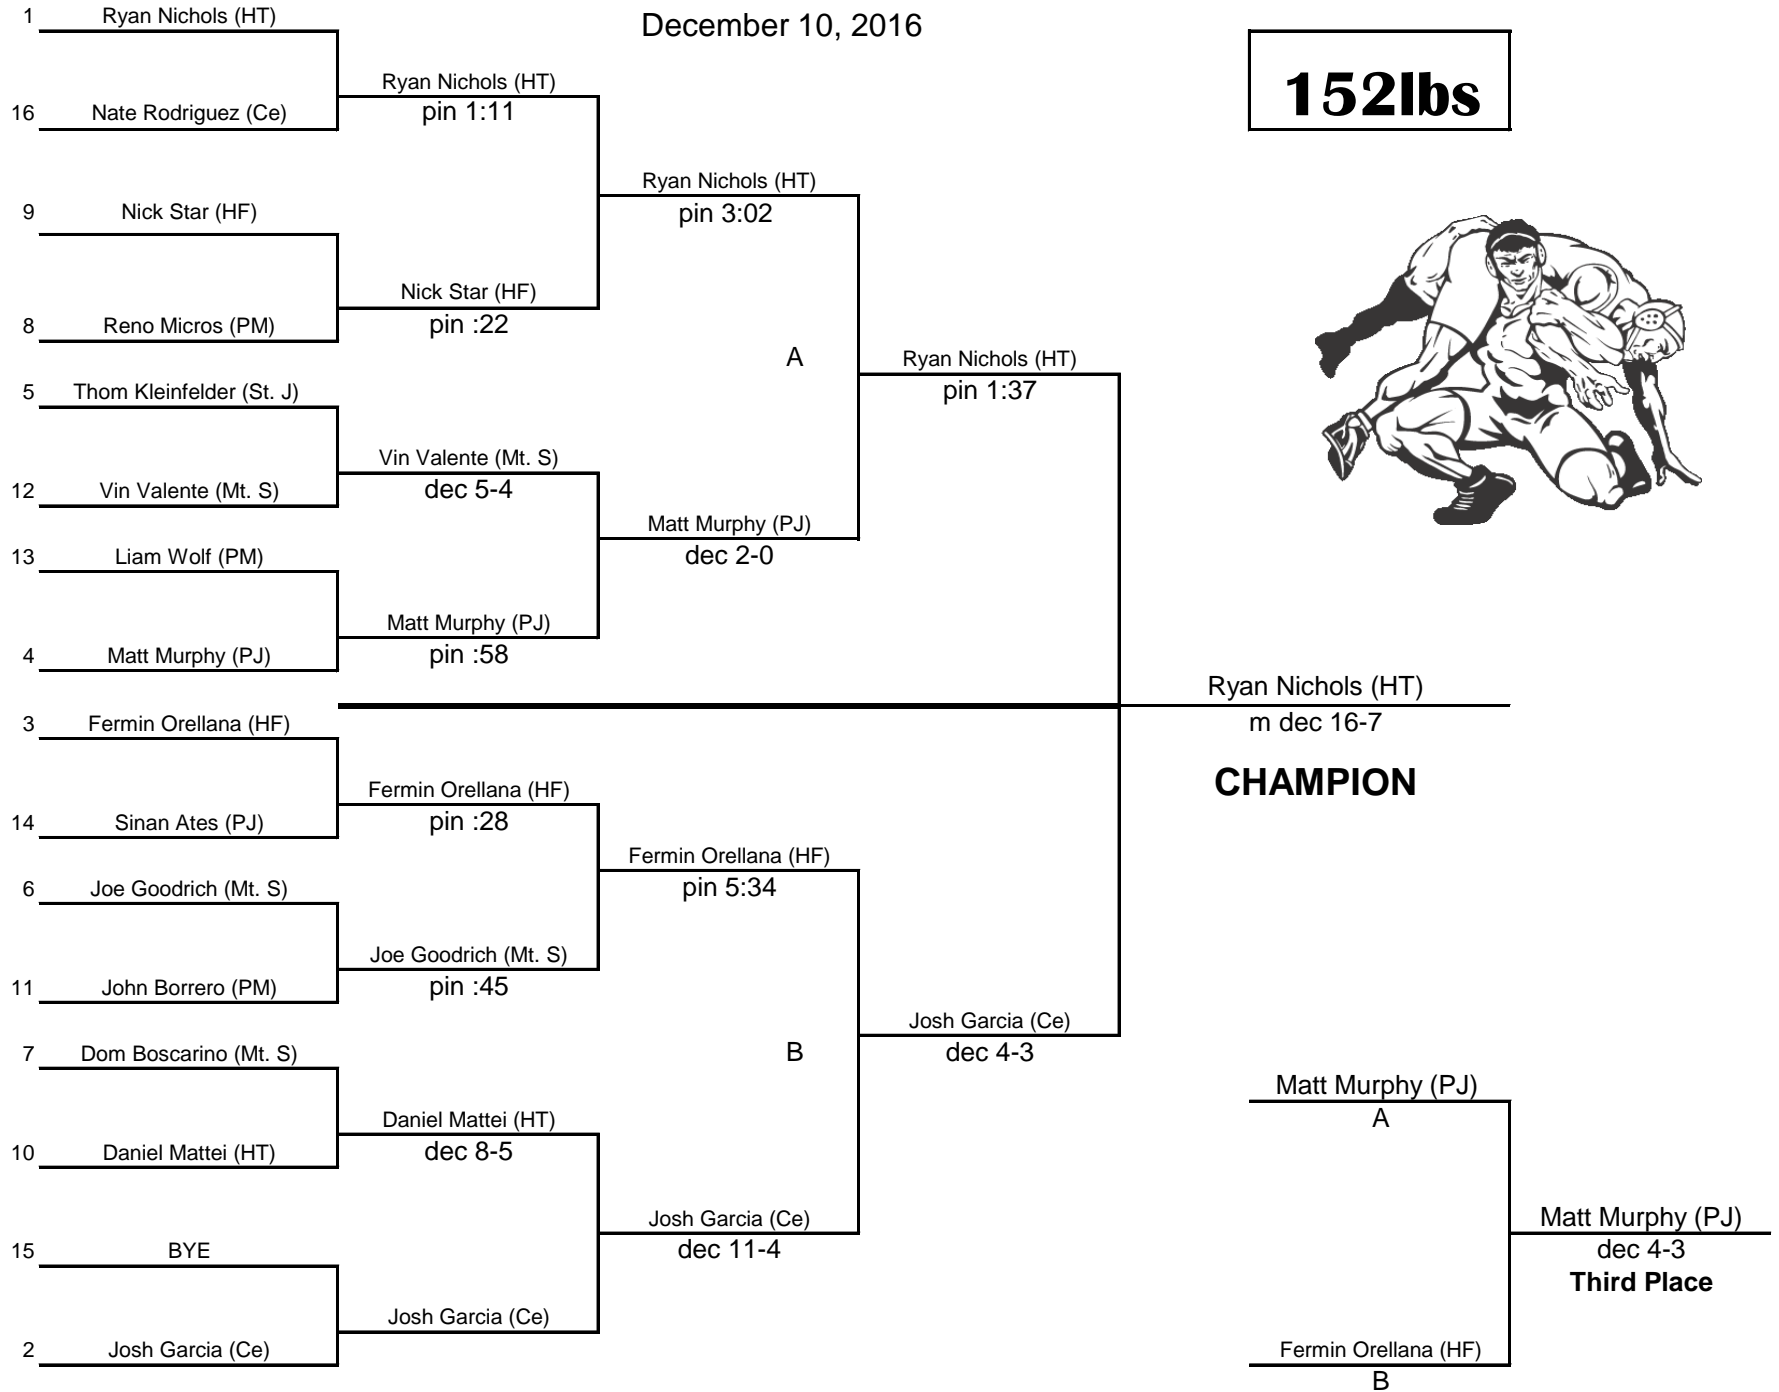 December 10, 2016
152lbs
1 Ryan Nichols (HT)
16 Nate Rodriguez (Ce)
9 Nick Star (HF)
8 Reno Micros (PM)
5 Thom Kleinfelder (St. J)
12 Vin Valente (Mt. S)
13 Liam Wolf (PM)
4 Matt Murphy (PJ)
3 Fermin Orellana (HF)
14 Sinan Ates (PJ)
6 Joe Goodrich (Mt. S)
11 John Borrero (PM)
7 Dom Boscarino (Mt. S)
10 Daniel Mattei (HT)
15 BYE
2 Josh Garcia (Ce)
Ryan Nichols (HT)
pin 1:11
Nick Star (HF)
pin :22
Vin Valente (Mt. S)
dec 5-4
Matt Murphy (PJ)
pin :58
Fermin Orellana (HF)
pin :28
Joe Goodrich (Mt. S)
pin :45
Daniel Mattei (HT)
dec 8-5
Josh Garcia (Ce)
Ryan Nichols (HT)
pin 3:02
A
Matt Murphy (PJ)
dec 2-0
Fermin Orellana (HF)
pin 5:34
B
Josh Garcia (Ce)
dec 11-4
Ryan Nichols (HT)
pin 1:37
Josh Garcia (Ce)
dec 4-3
Ryan Nichols (HT)
m dec 16-7
CHAMPION
Matt Murphy (PJ)
A
Matt Murphy (PJ)
dec 4-3
Third Place
Fermin Orellana (HF)
B